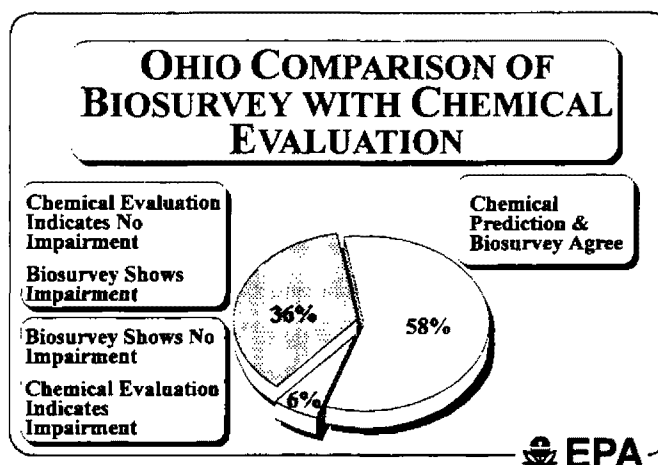 OHIO COMPARISON OF
BIOSURVEY WITH CHEMICAL
EVALUATION
Chemical Evaluation
Indicates No
Impairment
Biosurvey Shows
Impairment
Biosurvey Shows No
Impairment
Chemical Evaluation
Indicates
Impairment
Chemical
Prediction &
Biosurvey Agree
36%
58%
6%
EPA